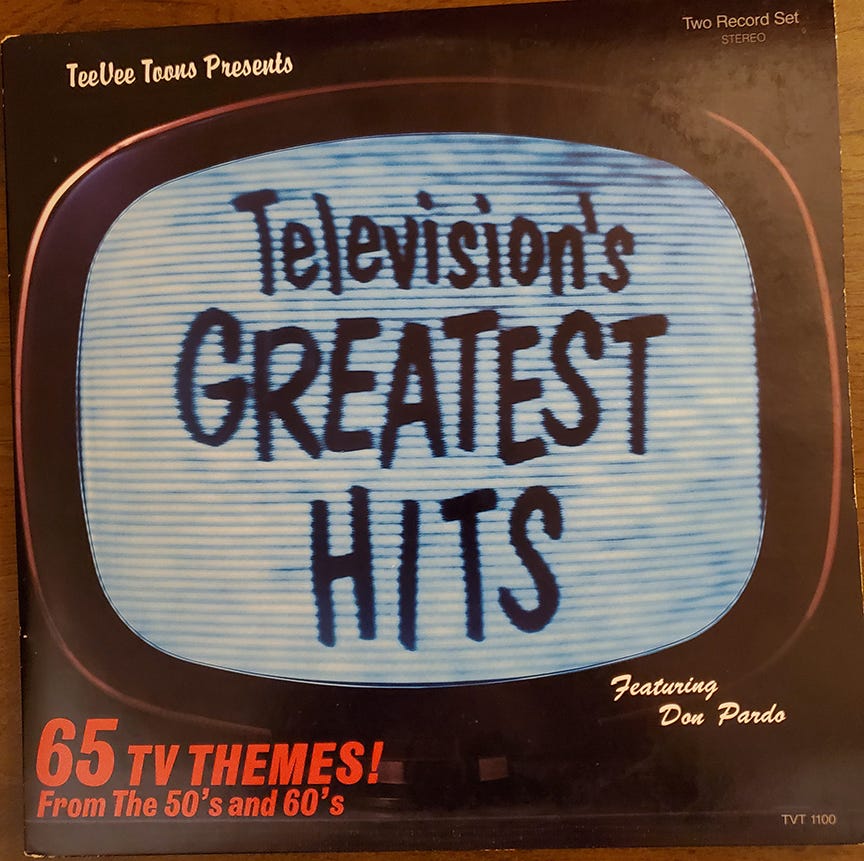 Two Record Set
STEREO
TeeVee Toons Presents
Television's
GREATEST
HITS
Featuring
Don Pardo
65 TV THEMES!
From The 50's and 60's
TVT 1100